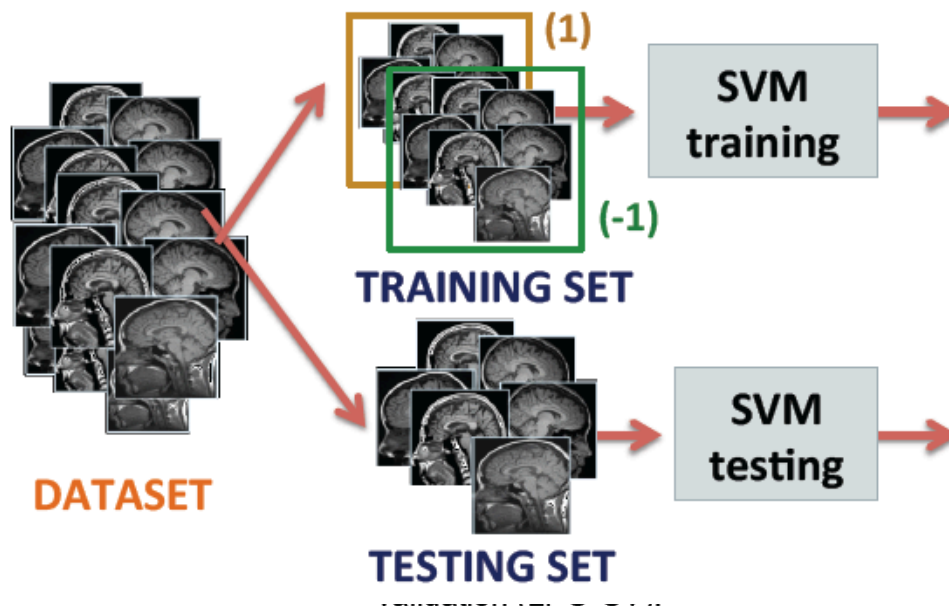 (1)
SVM
training
(-1)
TRAINING SET
SVM
testing
DATASET
TESTING SET